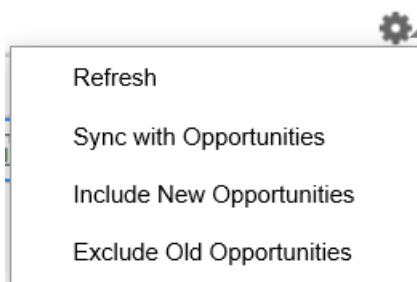 Refresh
Sync with Opportunities
Include New Opportunities
Exclude Old Opportunities